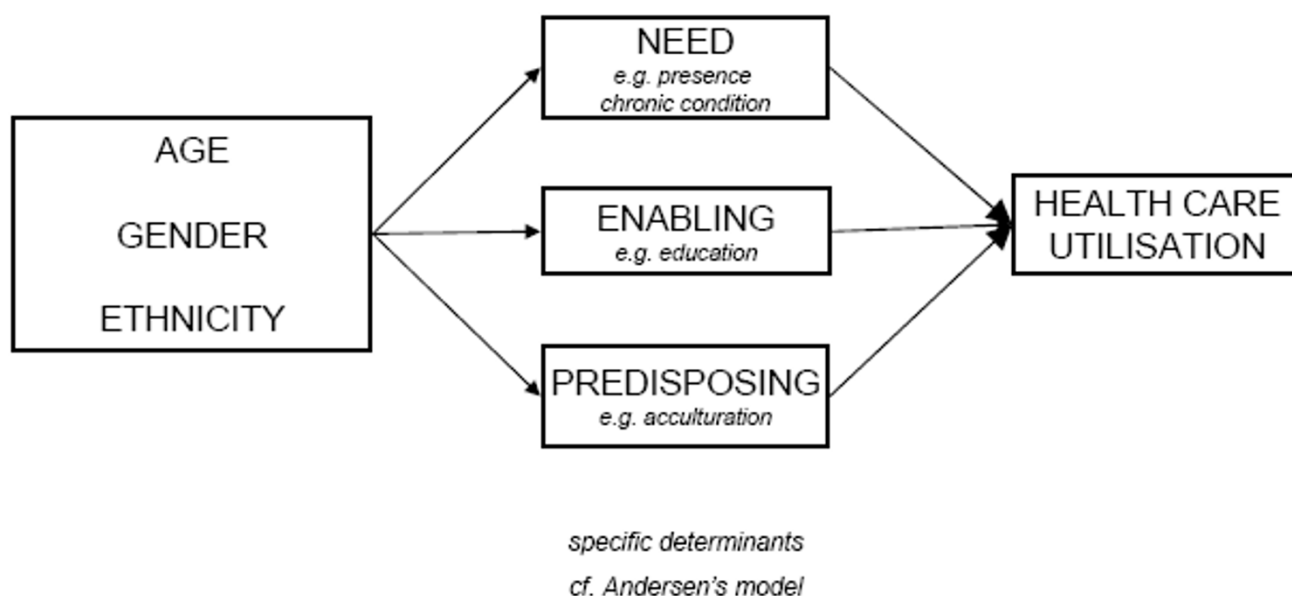 AGE
GENDER
ETHNICITY
NEED
e.g. presence
chronic condition
ENABLING
e.g. education
PREDISPOSING
e.g. acculturation
HEALTH CARE
UTILISATION
specific determinants
cf. Andersen's model